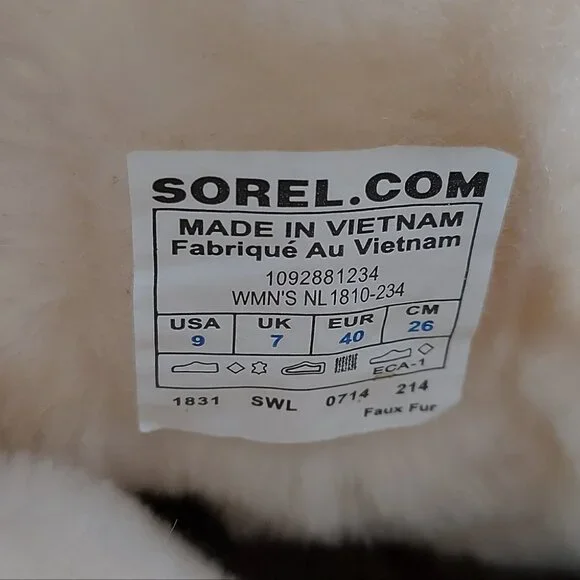 SOREL.COM
MADE IN VIETNAM
Fabriqué Au Vietnam
1092881234
WMN'S NL1810-234
USA UK EUR CM
9 7 40 26
ECA-1
1831 SWL 0714 214
Faux Fur